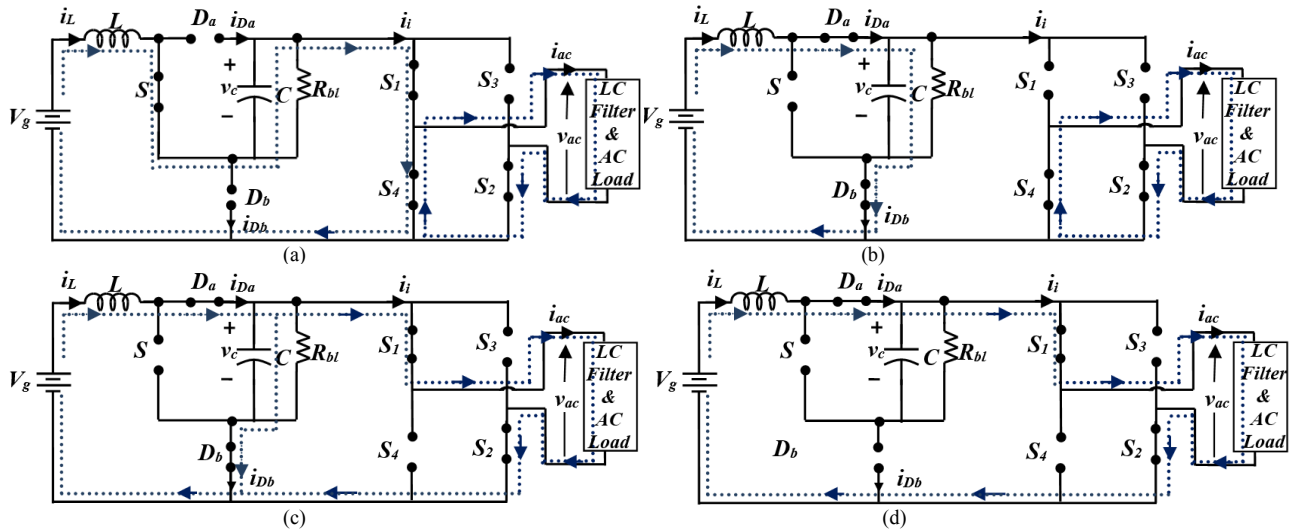 iL L Da iDa ii
S + vc − C Rbl S1 S3 iac
Vg vac LC Filter & AC Load
Db iDb S4 S2
(a)
iL L Da iDa ii
S + vc − C Rbl S1 S3 iac
Vg vac LC Filter & AC Load
Db iDb S4 S2
(b)
iL L Da iDa ii
S + vc − C Rbl S1 S3 iac
Vg vac LC Filter & AC Load
Db iDb S4 S2
(c)
iL L Da iDa ii
S + vc − C Rbl S1 S3 iac
Vg vac LC Filter & AC Load
Db iDb S4 S2
(d)